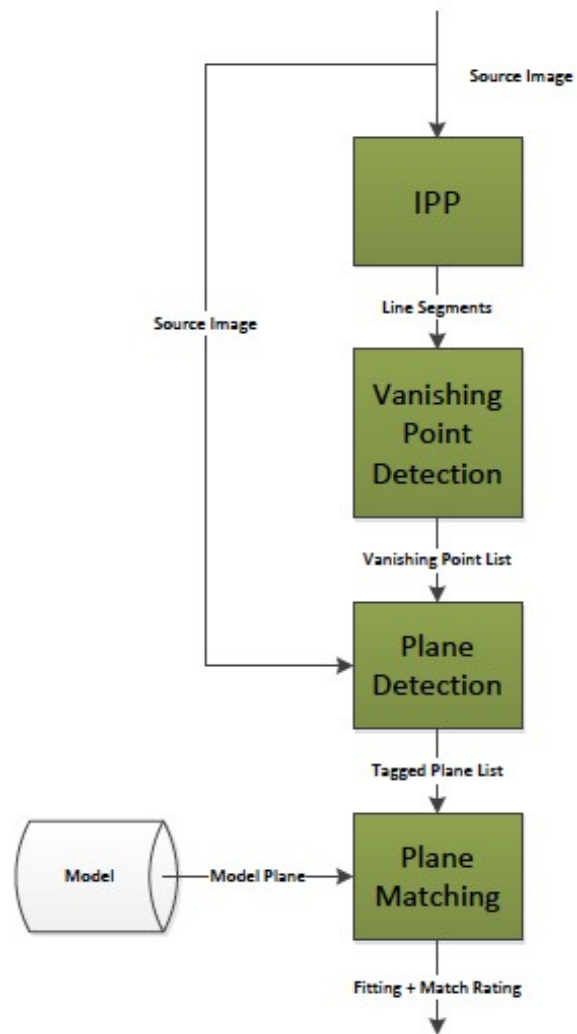 Source Image
IPP
Line Segments
Source Image
Vanishing
Point
Detection
Vanishing Point List
Plane
Detection
Tagged Plane List
Model
Model Plane
Plane
Matching
Fitting + Match Rating